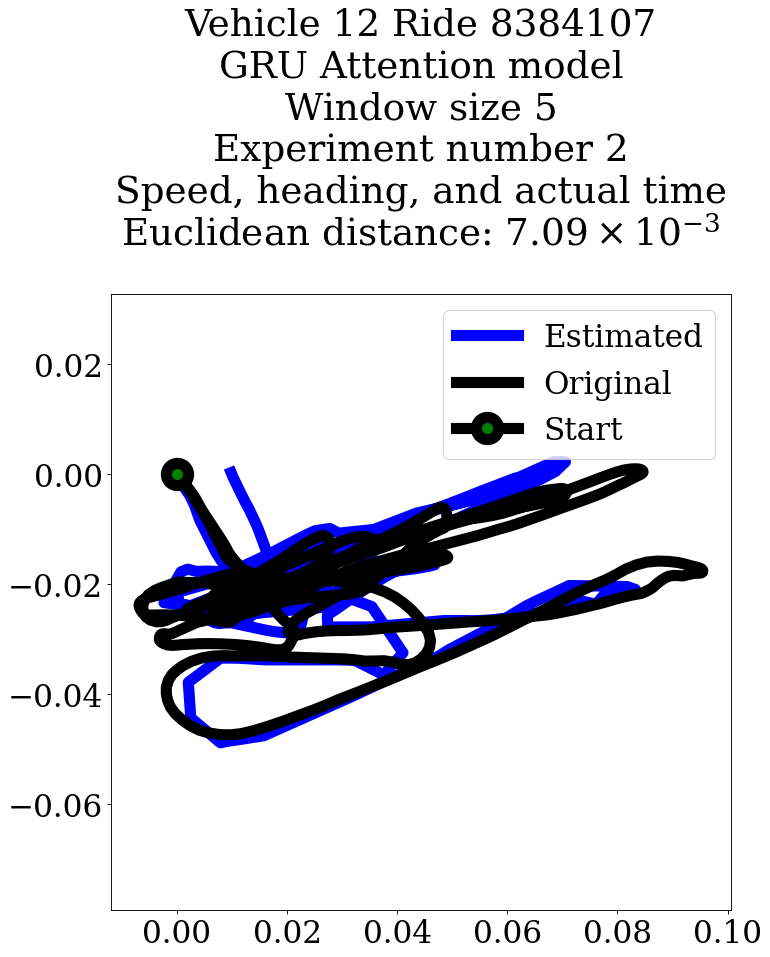 Vehicle 12 Ride 8384107
GRU Attention model
Window size 5
Experiment number 2
Speed, heading, and actual time
Euclidean distance: 7.09 × 10⁻³
Estimated
Original
Start
0.02
0.00
−0.02
−0.04
−0.06
0.00 0.02 0.04 0.06 0.08 0.10